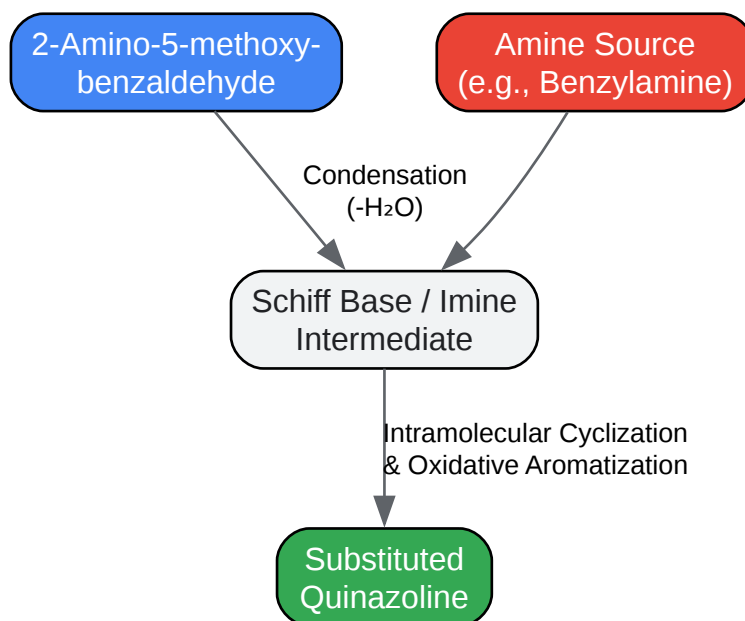 2-Amino-5-methoxy-
benzaldehyde
Amine Source
(e.g., Benzylamine)
Condensation
(-H₂O)
Schiff Base / Imine
Intermediate
Intramolecular Cyclization
& Oxidative Aromatization
Substituted
Quinazoline